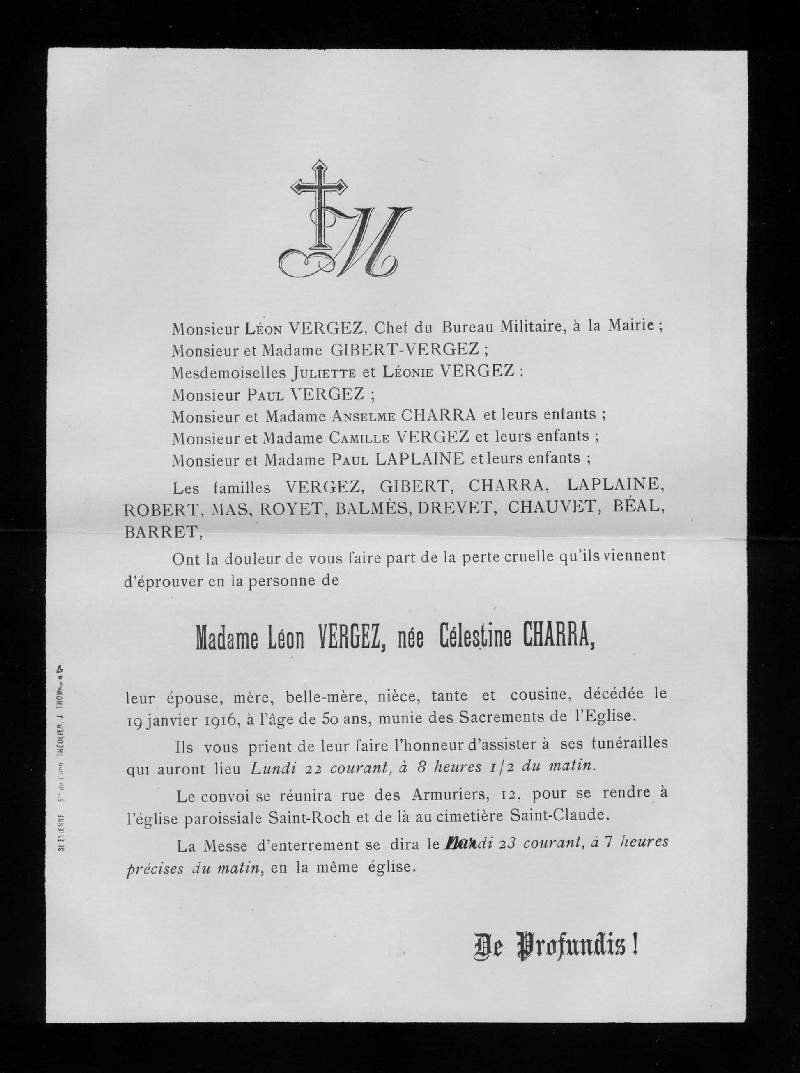 M
Monsieur LÉON VERGEZ, Chef du Bureau Militaire, à la Mairie ;
Monsieur et Madame GIBERT-VERGEZ ;
Mesdemoiselles JULIETTE et LÉONIE VERGEZ ;
Monsieur PAUL VERGEZ ;
Monsieur et Madame ANSELME CHARRA et leurs enfants ;
Monsieur et Madame CAMILLE VERGEZ et leurs enfants ;
Monsieur et Madame PAUL LAPLAINE et leurs enfants ;
Les familles VERGEZ, GIBERT, CHARRA, LAPLAINE,
ROBERT, MAS, ROYET, BALMÈS, DREVET, CHAUVET, BÉAL,
BARRET,
Ont la douleur de vous faire part de la perte cruelle qu'ils viennent
d'éprouver en la personne de
Madame Léon VERGEZ, née Célestine CHARRA,
leur épouse, mère, belle-mère, nièce, tante et cousine, décédée le
19 janvier 1916, à l'âge de 50 ans, munie des Sacrements de l'Eglise.
Ils vous prient de leur faire l'honneur d'assister à ses funérailles
qui auront lieu Lundi 22 courant, à 8 heures 1/2 du matin.
Le convoi se réunira rue des Armuriers, 12, pour se rendre à
l'église paroissiale Saint-Roch et de là au cimetière Saint-Claude.
La Messe d'enterrement se dira le Mardi 23 courant, à 7 heures
précises du matin, en la même église.
De Profundis !
ST-ETIENNE THÉOLIER, J. THOMAS & Cie